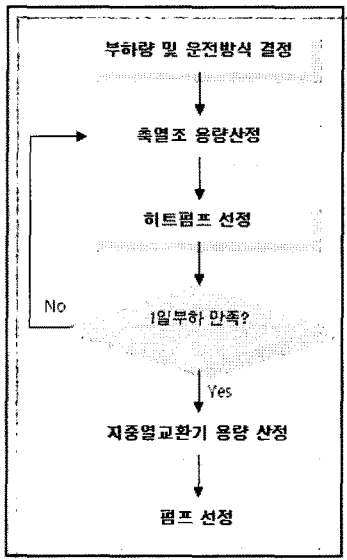 부하량 및 운전방식 결정
축열조 용량산정
히트펌프 선정
1일부하 만족?
No
Yes
지중열교환기 용량 산정
펌프 선정